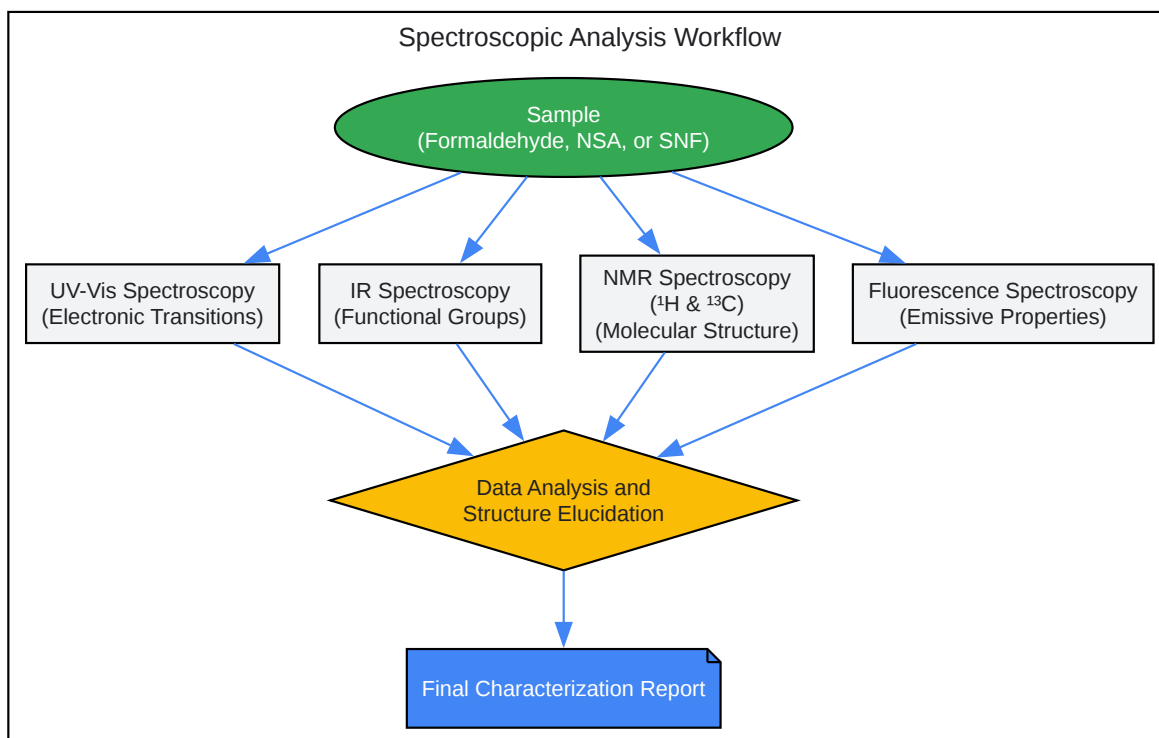 Spectroscopic Analysis Workflow
Sample
(Formaldehyde, NSA, or SNF)
UV-Vis Spectroscopy
(Electronic Transitions)
IR Spectroscopy
(Functional Groups)
NMR Spectroscopy
(¹H & ¹³C)
(Molecular Structure)
Fluorescence Spectroscopy
(Emissive Properties)
Data Analysis and
Structure Elucidation
Final Characterization Report